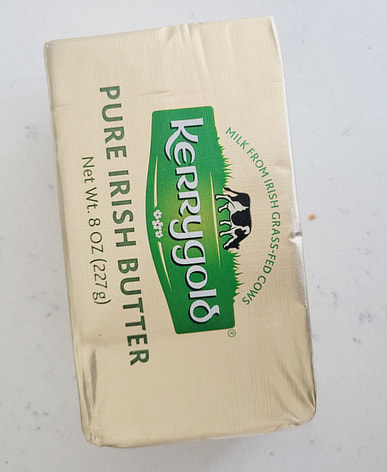 MILK FROM IRISH GRASS-FED COWS
Kerrygold®
PURE IRISH BUTTER
Net Wt. 8 OZ (227g)